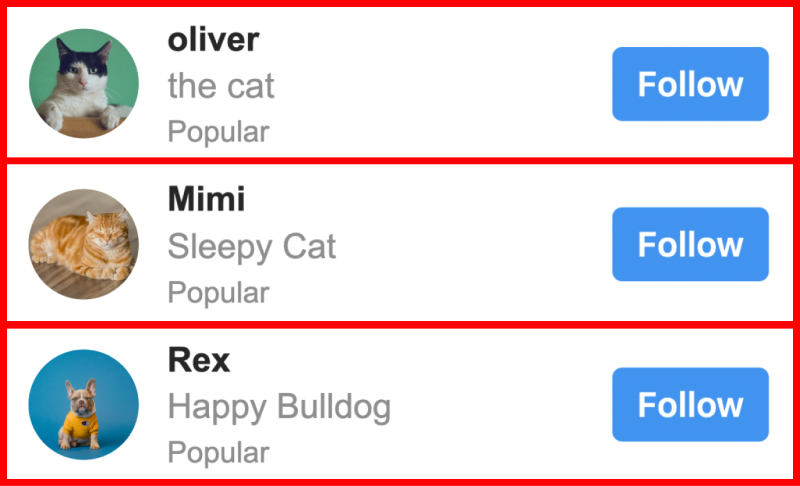 oliver
the cat
Popular
Follow
Mimi
Sleepy Cat
Popular
Follow
Rex
Happy Bulldog
Popular
Follow